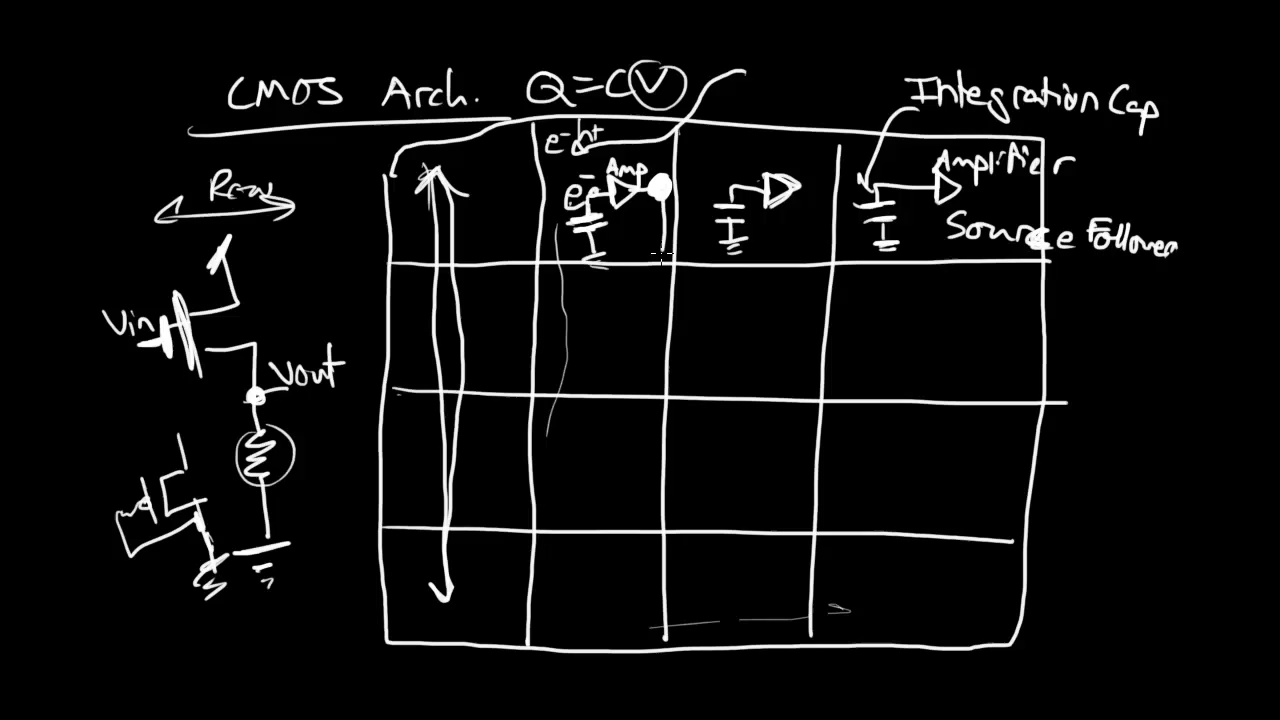 CMOS Arch. Q=CV
Integration Cap
e- h+
Row
Amp
Amplifier
e-
Source Follower
Vin
Vout